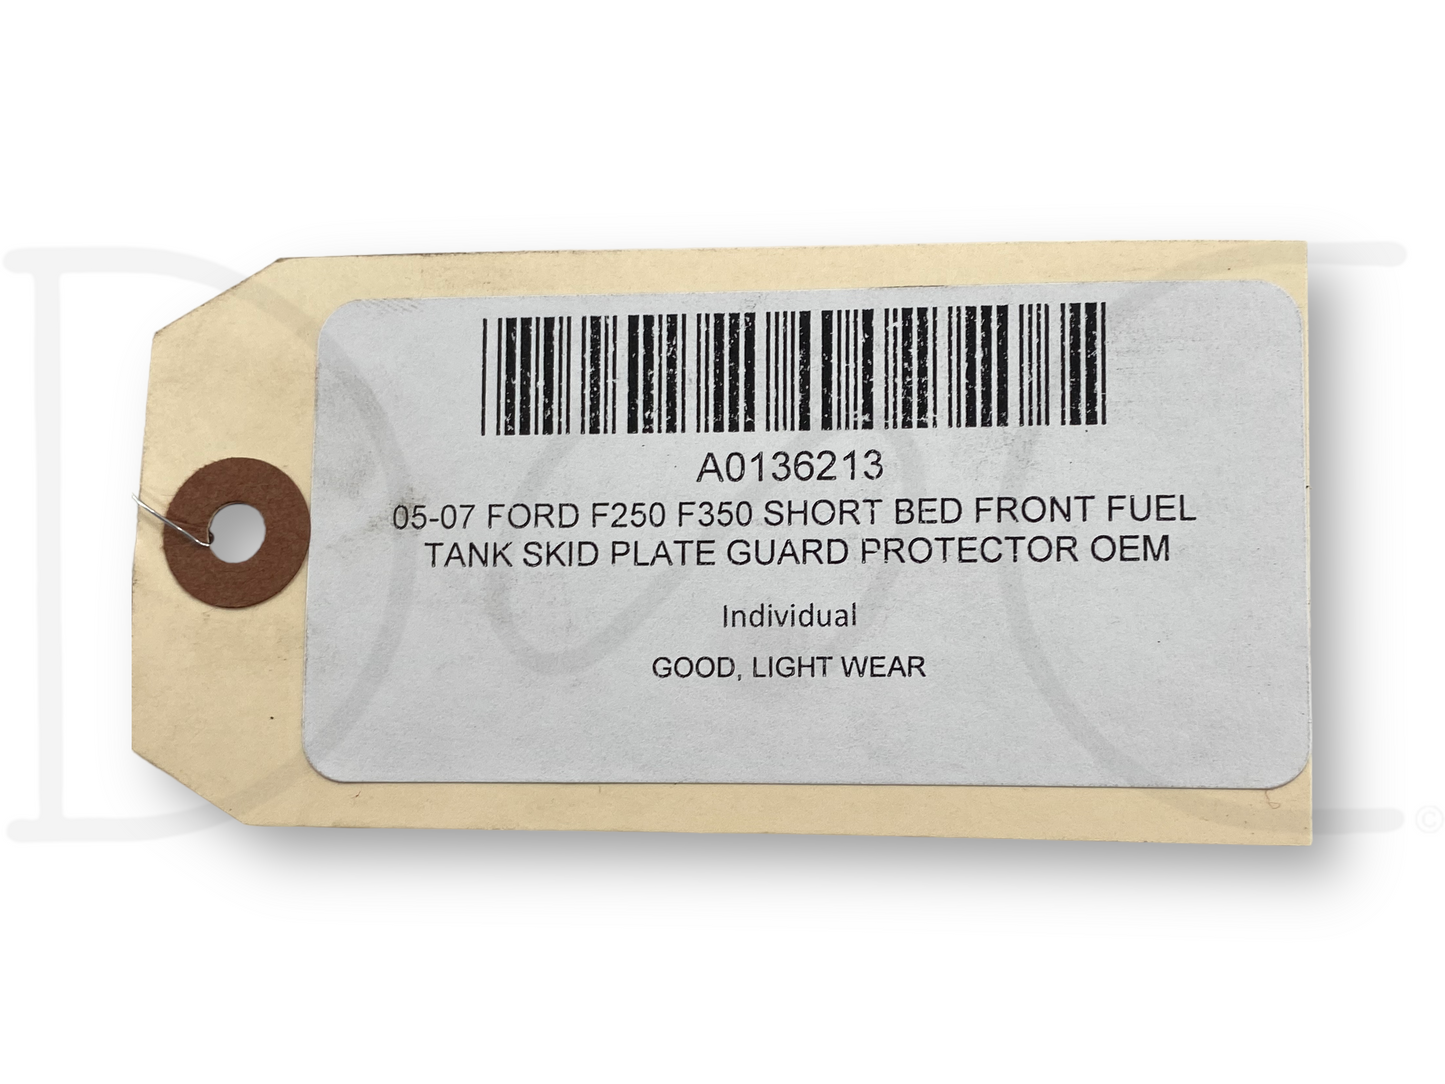 A0136213
05-07 FORD F250 F350 SHORT BED FRONT FUEL
TANK SKID PLATE GUARD PROTECTOR OEM
Individual
GOOD, LIGHT WEAR
©